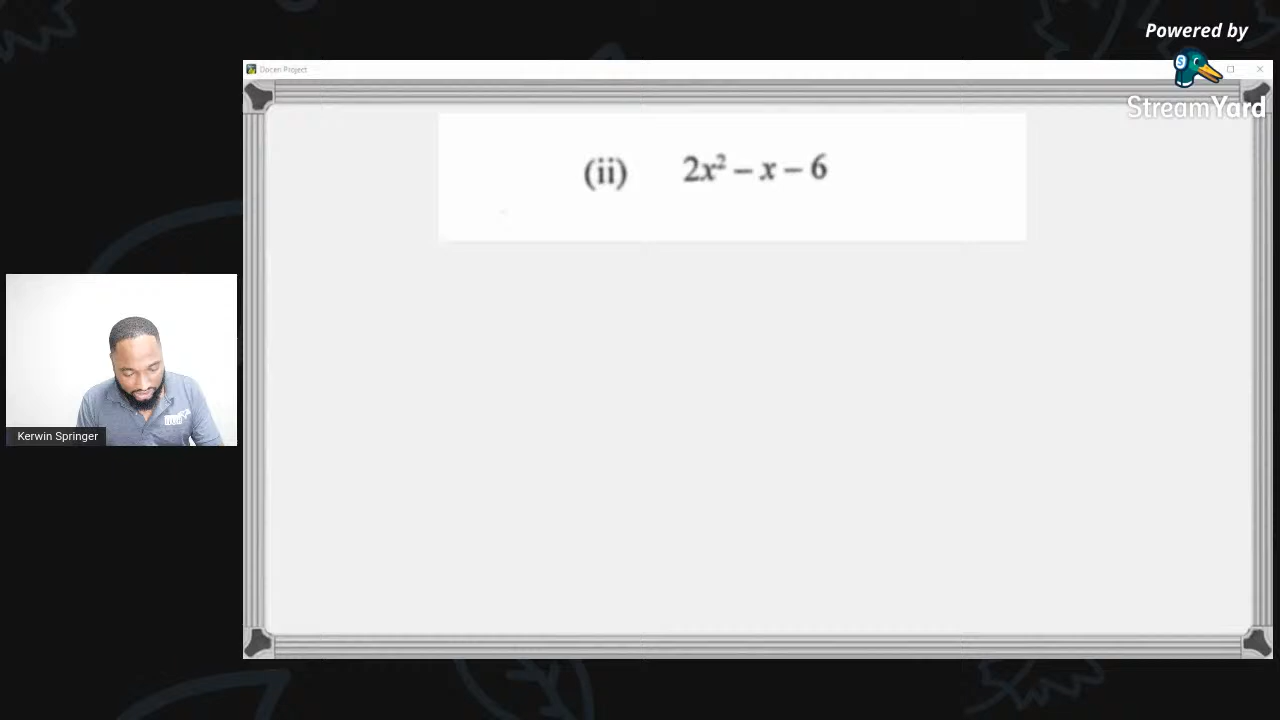 Powered by
StreamYard
Docen Project
(ii) 2x² – x – 6
Kerwin Springer